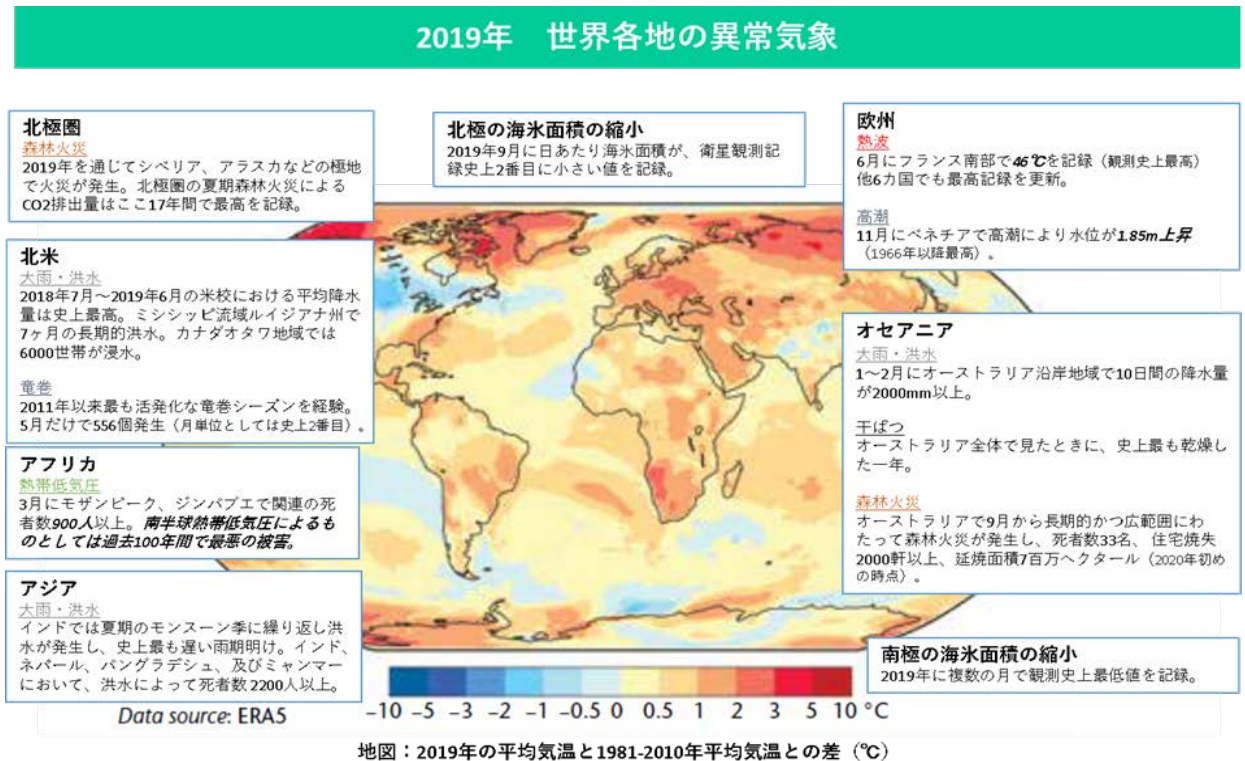 2019年　世界各地の異常気象
北極圏
森林火災
2019年を通じてシベリア、アラスカなどの極地
で火災が発生。北極圏の夏期森林火災による
CO2排出量はここ17年間で最高を記録。
北米
大雨・洪水
2018年7月～2019年6月の米校における平均降水
量は史上最高。ミシシッピ流域ルイジアナ州で
7ヶ月の長期的洪水。カナダオタワ地域では
6000世帯が浸水。
竜巻
2011年以来最も活発化な竜巻シーズンを経験。
5月だけで556個発生（月単位としては史上2番目）。
アフリカ
熱帯低気圧
3月にモザンビーク、ジンバブエで関連の死
者数900人以上。南半球熱帯低気圧によるも
のとしては過去100年間で最悪の被害。
アジア
大雨・洪水
インドでは夏期のモンスーン季に繰り返し洪
水が発生し、史上最も遅い雨期明け。インド、
ネパール、バングラデシュ、及びミャンマー
において、洪水によって死者数2200人以上。
北極の海氷面積の縮小
2019年9月に日あたり海氷面積が、衛星観測記
録史上2番目に小さい値を記録。
欧州
熱波
6月にフランス南部で46℃を記録（観測史上最高）
他6カ国でも最高記録を更新。
高潮
11月にベネチアで高潮により水位が1.85m上昇
（1966年以降最高）。
オセアニア
大雨・洪水
1～2月にオーストラリア沿岸地域で10日間の降水量
が2000mm以上。
干ばつ
オーストラリア全体で見たときに、史上最も乾燥し
た一年。
森林火災
オーストラリアで9月から長期的かつ広範囲にわ
たって森林火災が発生し、死者数33名、住宅焼失
2000軒以上、延焼面積7百万ヘクタール（2020年初め
の時点）。
南極の海氷面積の縮小
2019年に複数の月で観測史上最低値を記録。
Data source: ERA5
−10 −5 −3 −2 −1 −0.5 0 0.5 1 2 3 5 10 °C
地図：2019年の平均気温と1981-2010年平均気温との差（℃）